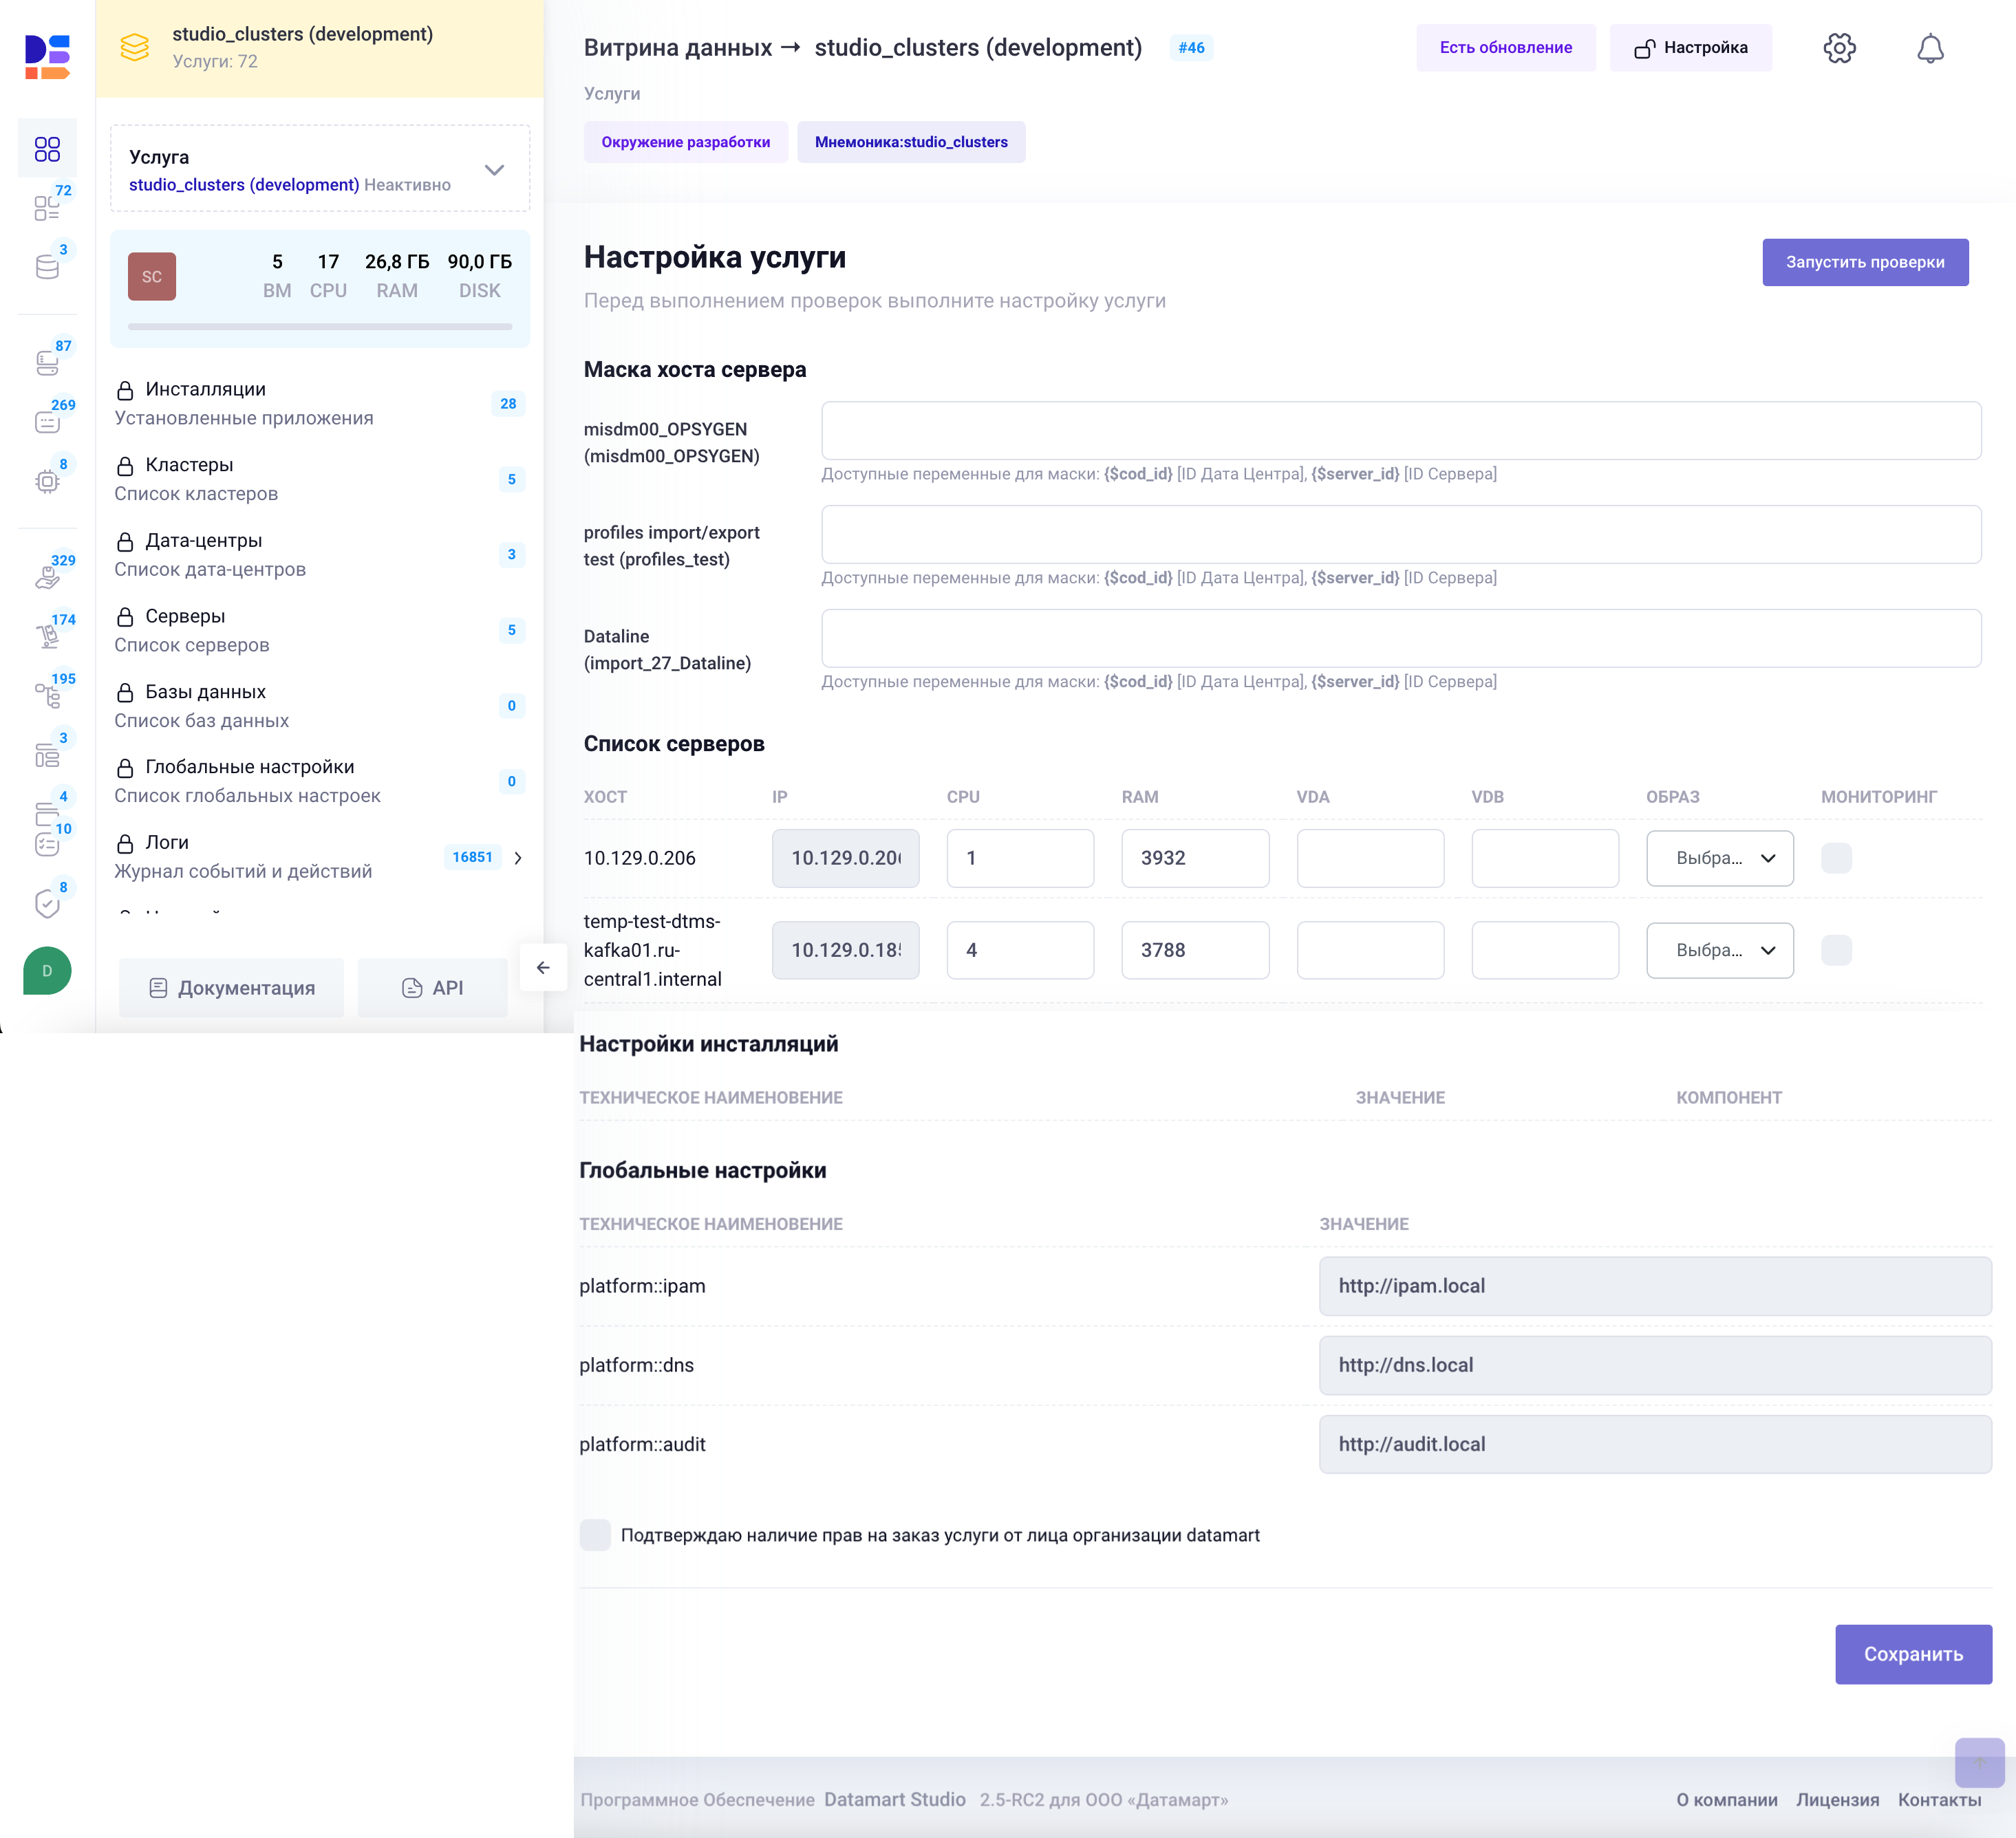 studio_clusters (development)
Услуги: 72
Услуга
studio_clusters (development) Неактивно
SC
5 17 26,8 ГБ 90,0 ГБ
ВМ CPU RAM DISK
72
3
87
269
8
329
174
195
3
4
10
8
D
Инсталляции
Установленные приложения
28
Кластеры
Список кластеров
5
Дата-центры
Список дата-центров
3
Серверы
Список серверов
5
Базы данных
Список баз данных
0
Глобальные настройки
Список глобальных настроек
0
Логи
Журнал событий и действий
16851
Документация
API
Витрина данных → studio_clusters (development) #46
Есть обновление
Настройка
Услуги
Окружение разработки
Мнемоника:studio_clusters
Настройка услуги
Запустить проверки
Перед выполнением проверок выполните настройку услуги
Маска хоста сервера
misdm00_OPSYGEN
(misdm00_OPSYGEN)
Доступные переменные для маски: {$cod_id} [ID Дата Центра], {$server_id} [ID Сервера]
profiles import/export
test (profiles_test)
Доступные переменные для маски: {$cod_id} [ID Дата Центра], {$server_id} [ID Сервера]
Dataline
(import_27_Dataline)
Доступные переменные для маски: {$cod_id} [ID Дата Центра], {$server_id} [ID Сервера]
Список серверов
ХОСТ IP CPU RAM VDA VDB ОБРАЗ МОНИТОРИНГ
10.129.0.206 10.129.0.20 1 3932 Выбра...
temp-test-dtms-
kafka01.ru-
central1.internal
10.129.0.18 4 3788 Выбра...
Настройки инсталляций
ТЕХНИЧЕСКОЕ НАИМЕНОВЕНИЕ ЗНАЧЕНИЕ КОМПОНЕНТ
Глобальные настройки
ТЕХНИЧЕСКОЕ НАИМЕНОВЕНИЕ ЗНАЧЕНИЕ
platform::ipam http://ipam.local
platform::dns http://dns.local
platform::audit http://audit.local
Подтверждаю наличие прав на заказ услуги от лица организации datamart
Сохранить
Программное Обеспечение Datamart Studio 2.5-RC2 для ООО «Датамарт»
О компании Лицензия Контакты